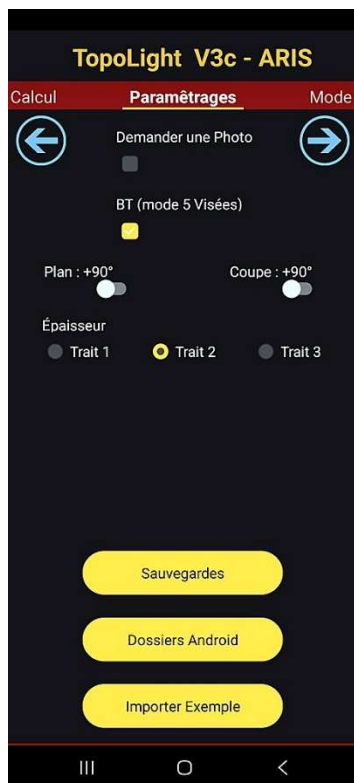 TopoLight V3c - ARIS
Calcul Paramêtrages Mode
Demander une Photo
BT (mode 5 Visées)
Plan : +90° Coupe : +90°
Épaisseur
Trait 1 Trait 2 Trait 3
Sauvegardes
Dossiers Android
Importer Exemple